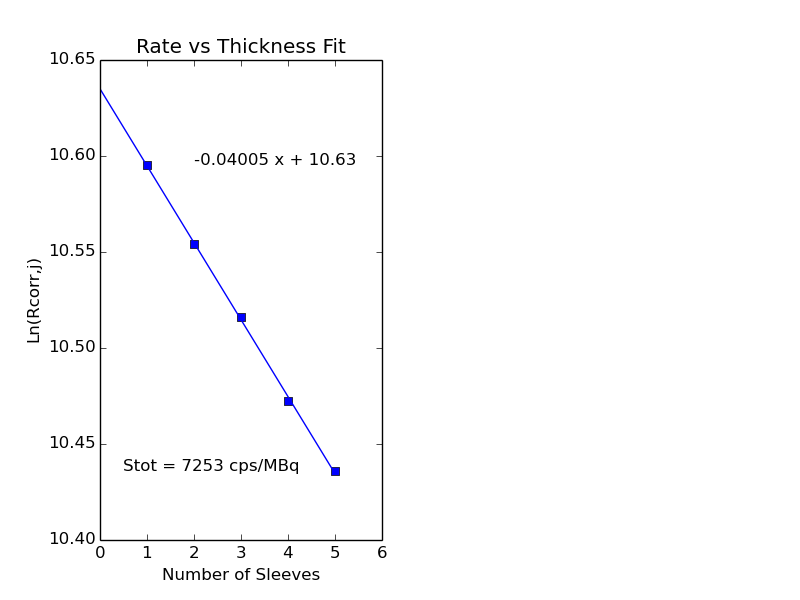 Rate vs Thickness Fit
10.65
10.60
-0.04005 x + 10.63
10.55
Ln(Rcorr,j)
10.50
10.45
Stot = 7253 cps/MBq
10.40
0 1 2 3 4 5 6
Number of Sleeves